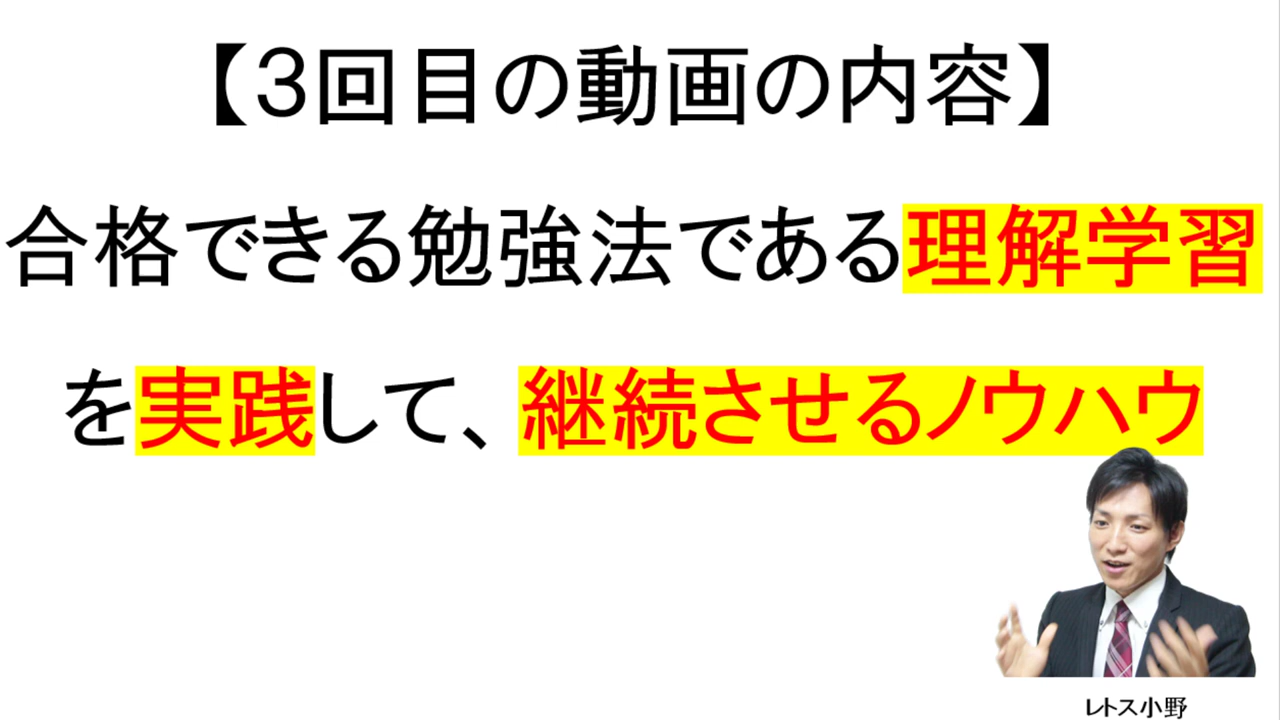 【3回目の動画の内容】
合格できる勉強法である理解学習
を実践して、継続させるノウハウ
レトス小野